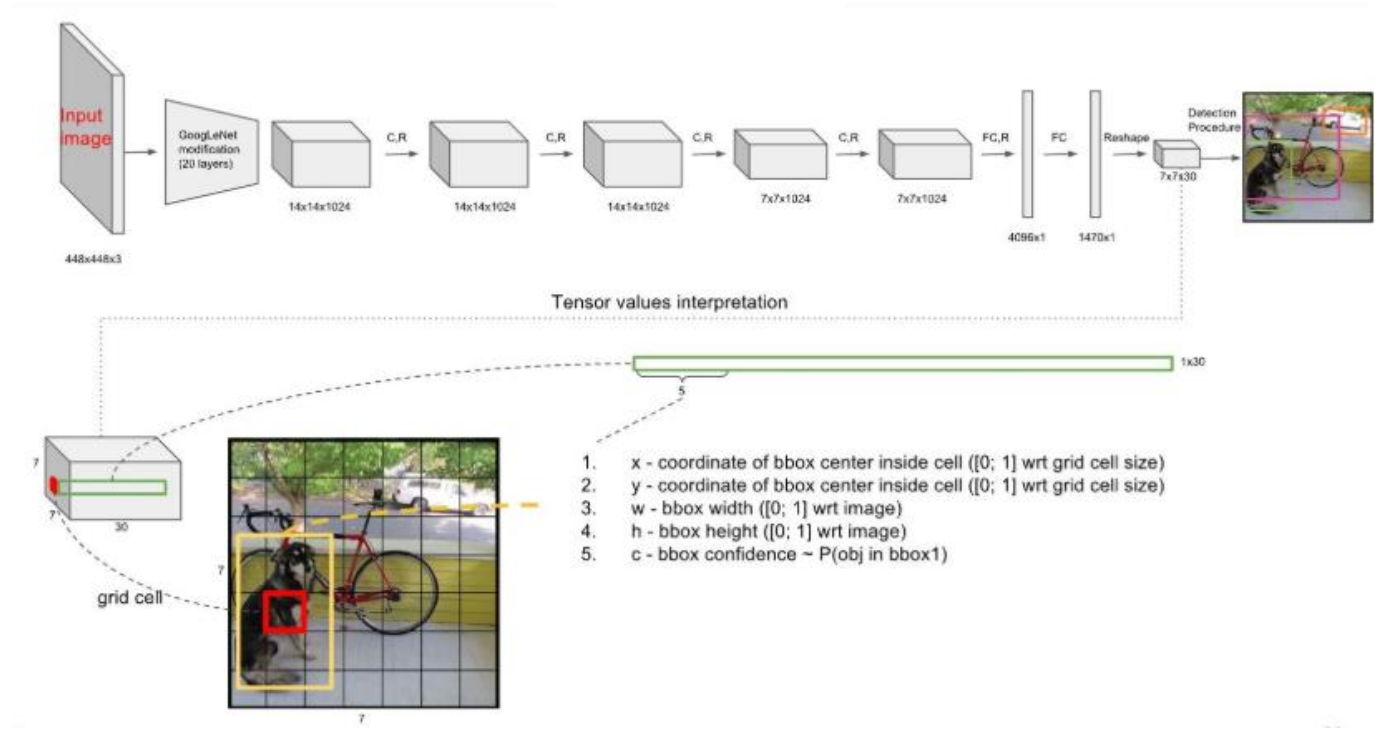 Input
image
448x448x3
GoogLeNet
modification
(20 layers)
14x14x1024
C,R
14x14x1024
C,R
14x14x1024
C,R
7x7x1024
C,R
7x7x1024
FC,R
4096x1
FC
1470x1
Reshape
7x7x30
Detection
Procedure
Tensor values interpretation
1x30
5
7
7
30
grid cell
7
7
1. x - coordinate of bbox center inside cell ([0; 1] wrt grid cell size)
2. y - coordinate of bbox center inside cell ([0; 1] wrt grid cell size)
3. w - bbox width ([0; 1] wrt image)
4. h - bbox height ([0; 1] wrt image)
5. c - bbox confidence ~ P(obj in bbox1)